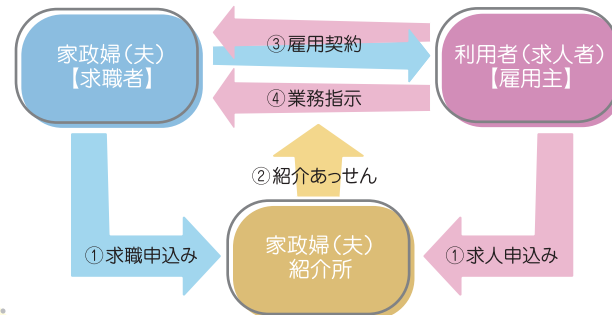 家政婦(夫)
【求職者】
③雇用契約
④業務指示
利用者(求人者)
【雇用主】
②紹介あっせん
①求職申込み
家政婦(夫)
紹介所
①求人申込み